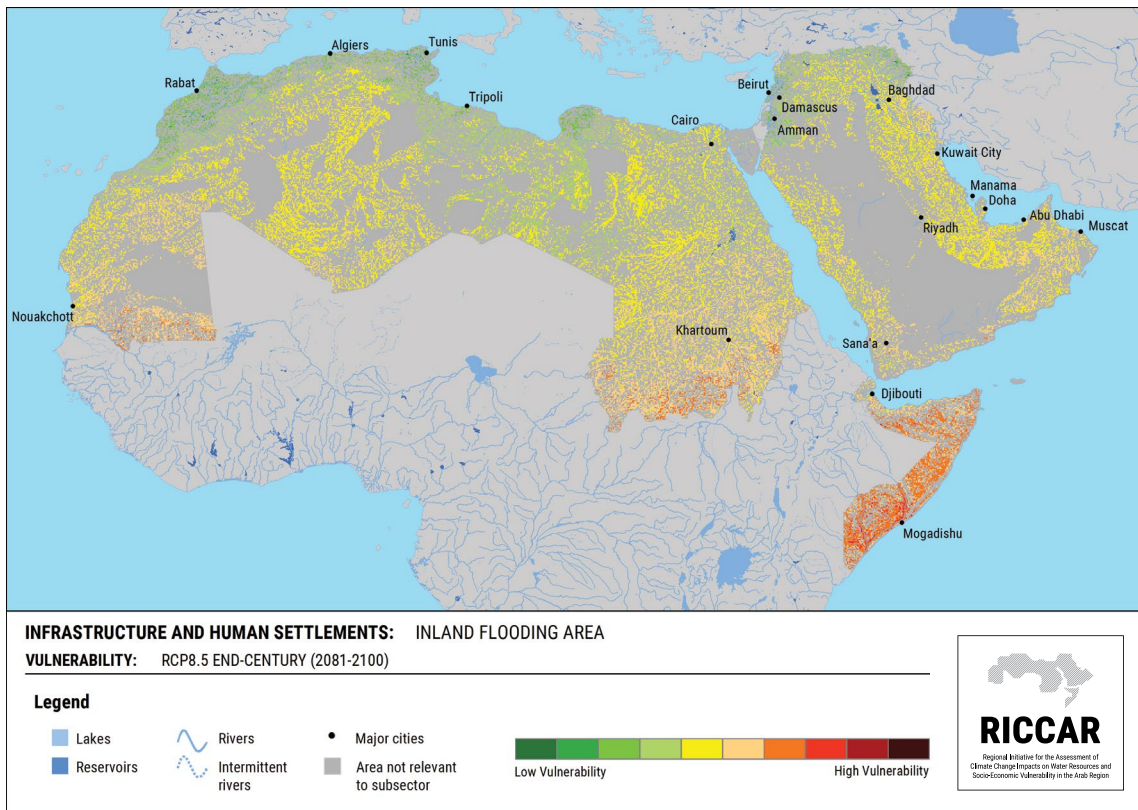 Algiers
Tunis
Rabat
Tripoli
Beirut
Damascus
Baghdad
Cairo
Amman
Kuwait City
Manama
Doha
Abu Dhabi
Riyadh
Muscat
Nouakchott
Khartoum
Sana'a
Djibouti
Mogadishu
INFRASTRUCTURE AND HUMAN SETTLEMENTS: INLAND FLOODING AREA
VULNERABILITY: RCP8.5 END-CENTURY (2081-2100)
Legend
Lakes
Rivers
Major cities
Reservoirs
Intermittent
rivers
Area not relevant
to subsector
Low Vulnerability
High Vulnerability
RICCAR
Regional Initiative for the Assessment of
Climate Change Impacts on Water Resources and
Socio-Economic Vulnerability in the Arab Region